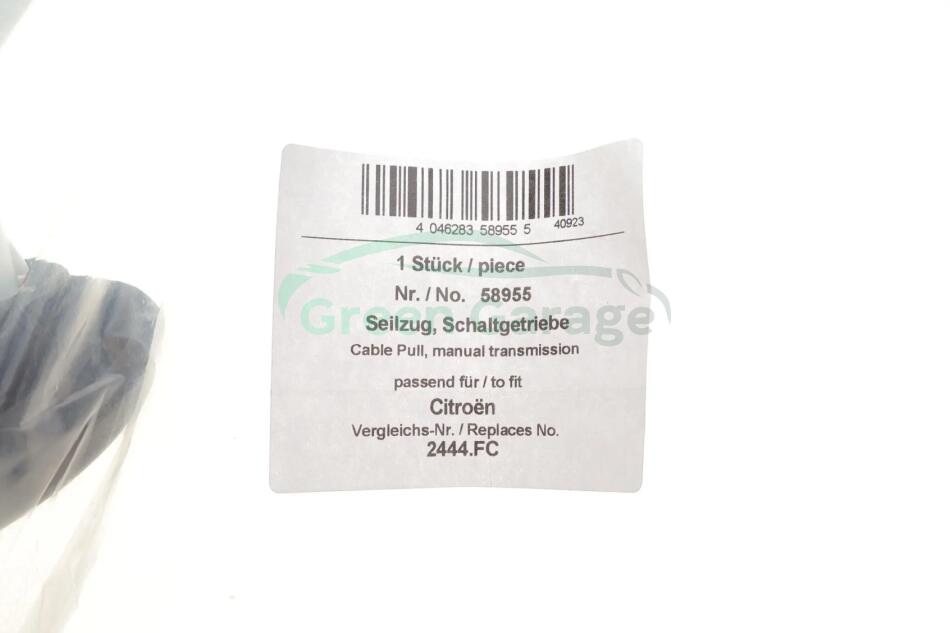 4 046283 58955 5 40923
1 Stück / piece
Nr. / No. 58955
Green Garage
Seilzug, Schaltgetriebe
Cable Pull, manual transmission
passend für / to fit
Citroën
Vergleichs-Nr. / Replaces No.
2444.FC